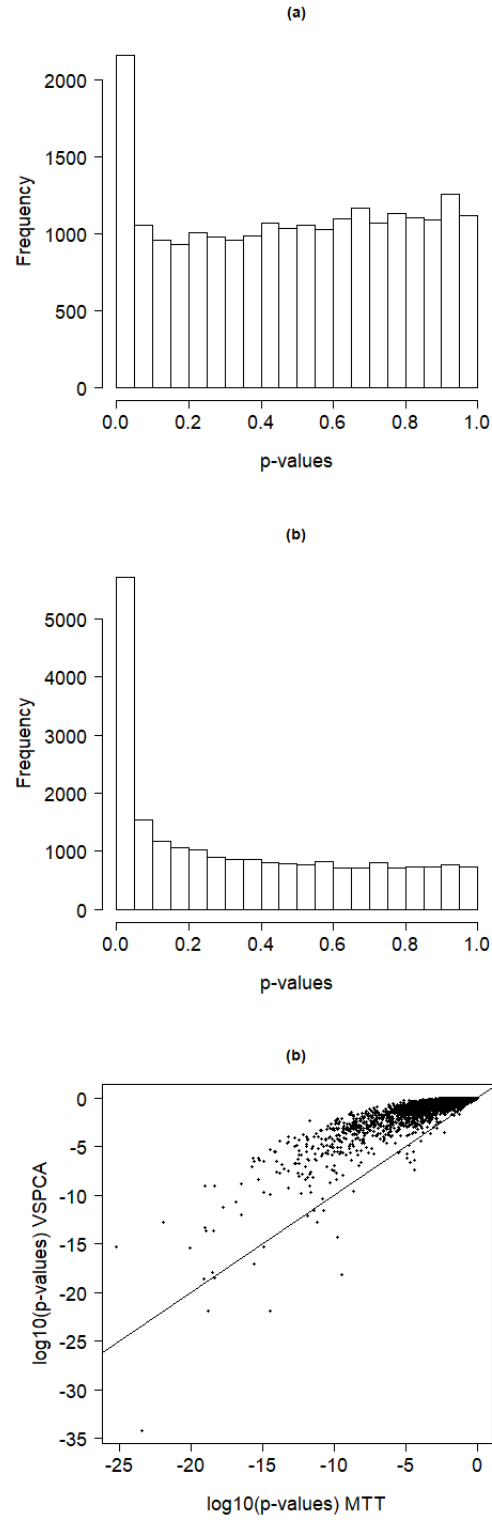 (a)
2000
1500
1000
500
0
Frequency
0.0 0.2 0.4 0.6 0.8 1.0
p-values
(b)
5000
4000
3000
2000
1000
0
Frequency
0.0 0.2 0.4 0.6 0.8 1.0
p-values
(b)
0
-5
-10
-15
-20
-25
-30
-35
log10(p-values) VSPCA
-25 -20 -15 -10 -5 0
log10(p-values) MTT